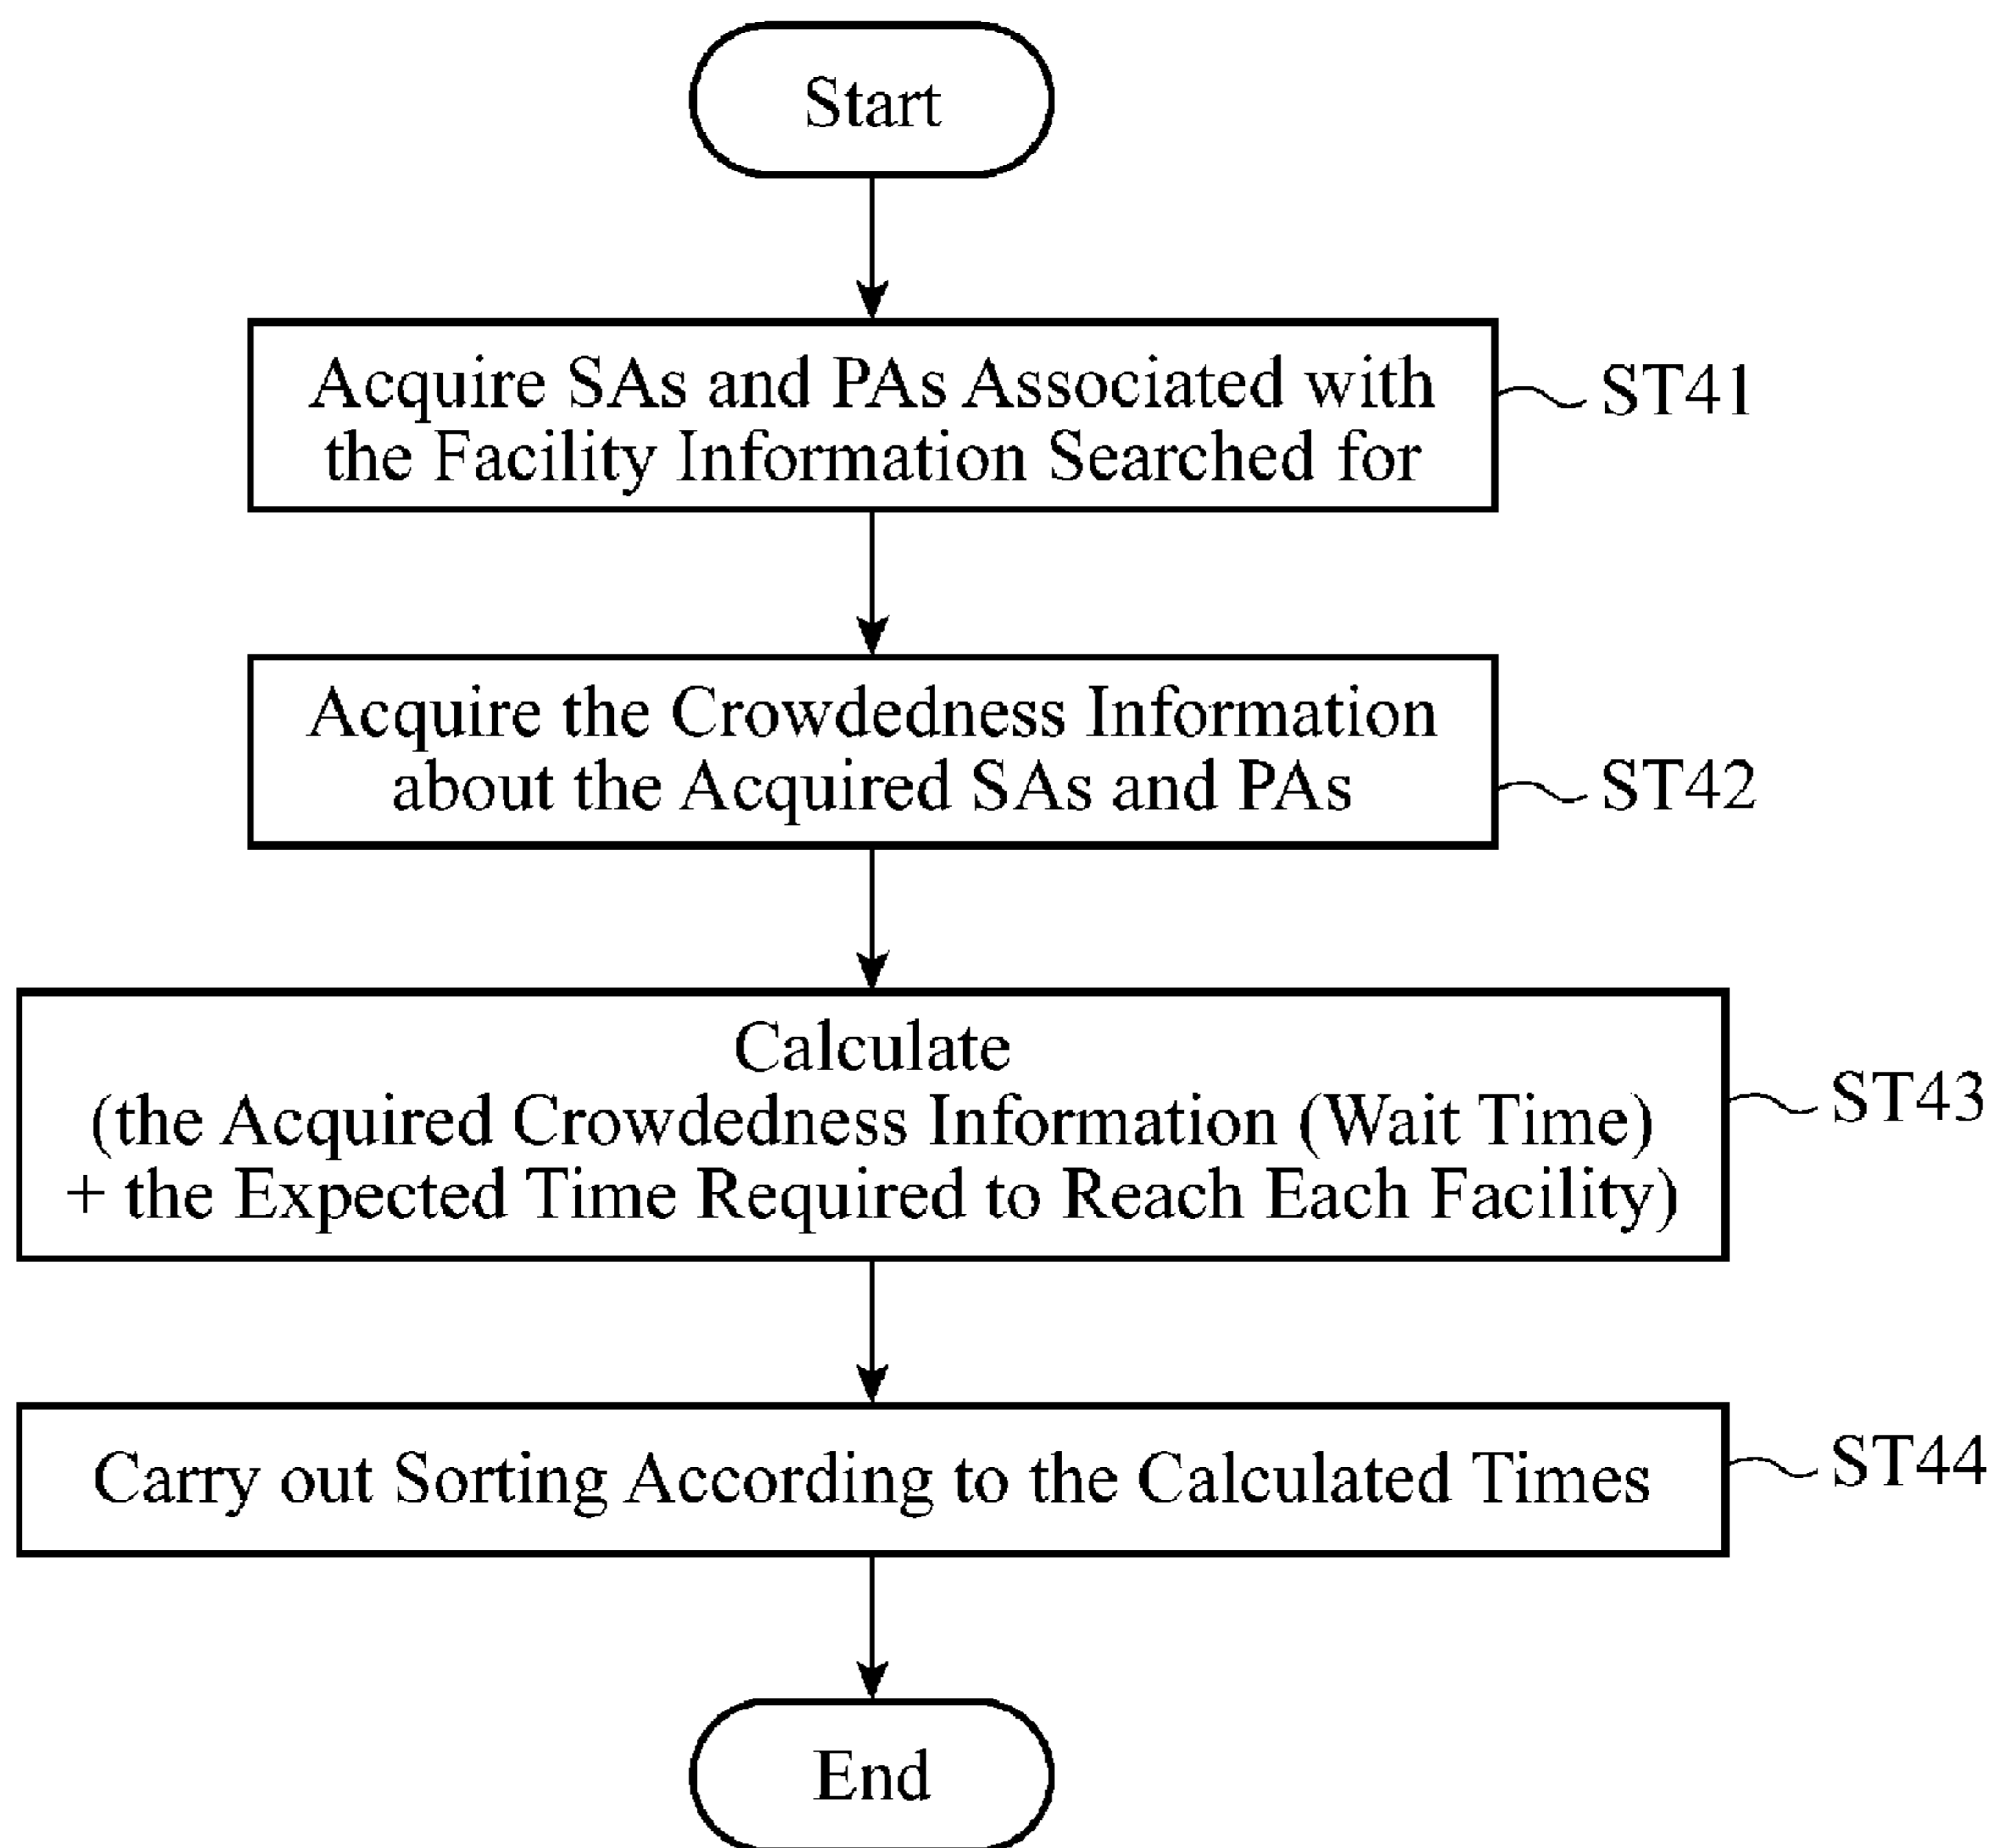 Start
Acquire SAs and PAs Associated with
the Facility Information Searched for
ST41
Acquire the Crowdedness Information
about the Acquired SAs and PAs
ST42
Calculate
(the Acquired Crowdedness Information (Wait Time)
+ the Expected Time Required to Reach Each Facility)
ST43
Carry out Sorting According to the Calculated Times
ST44
End